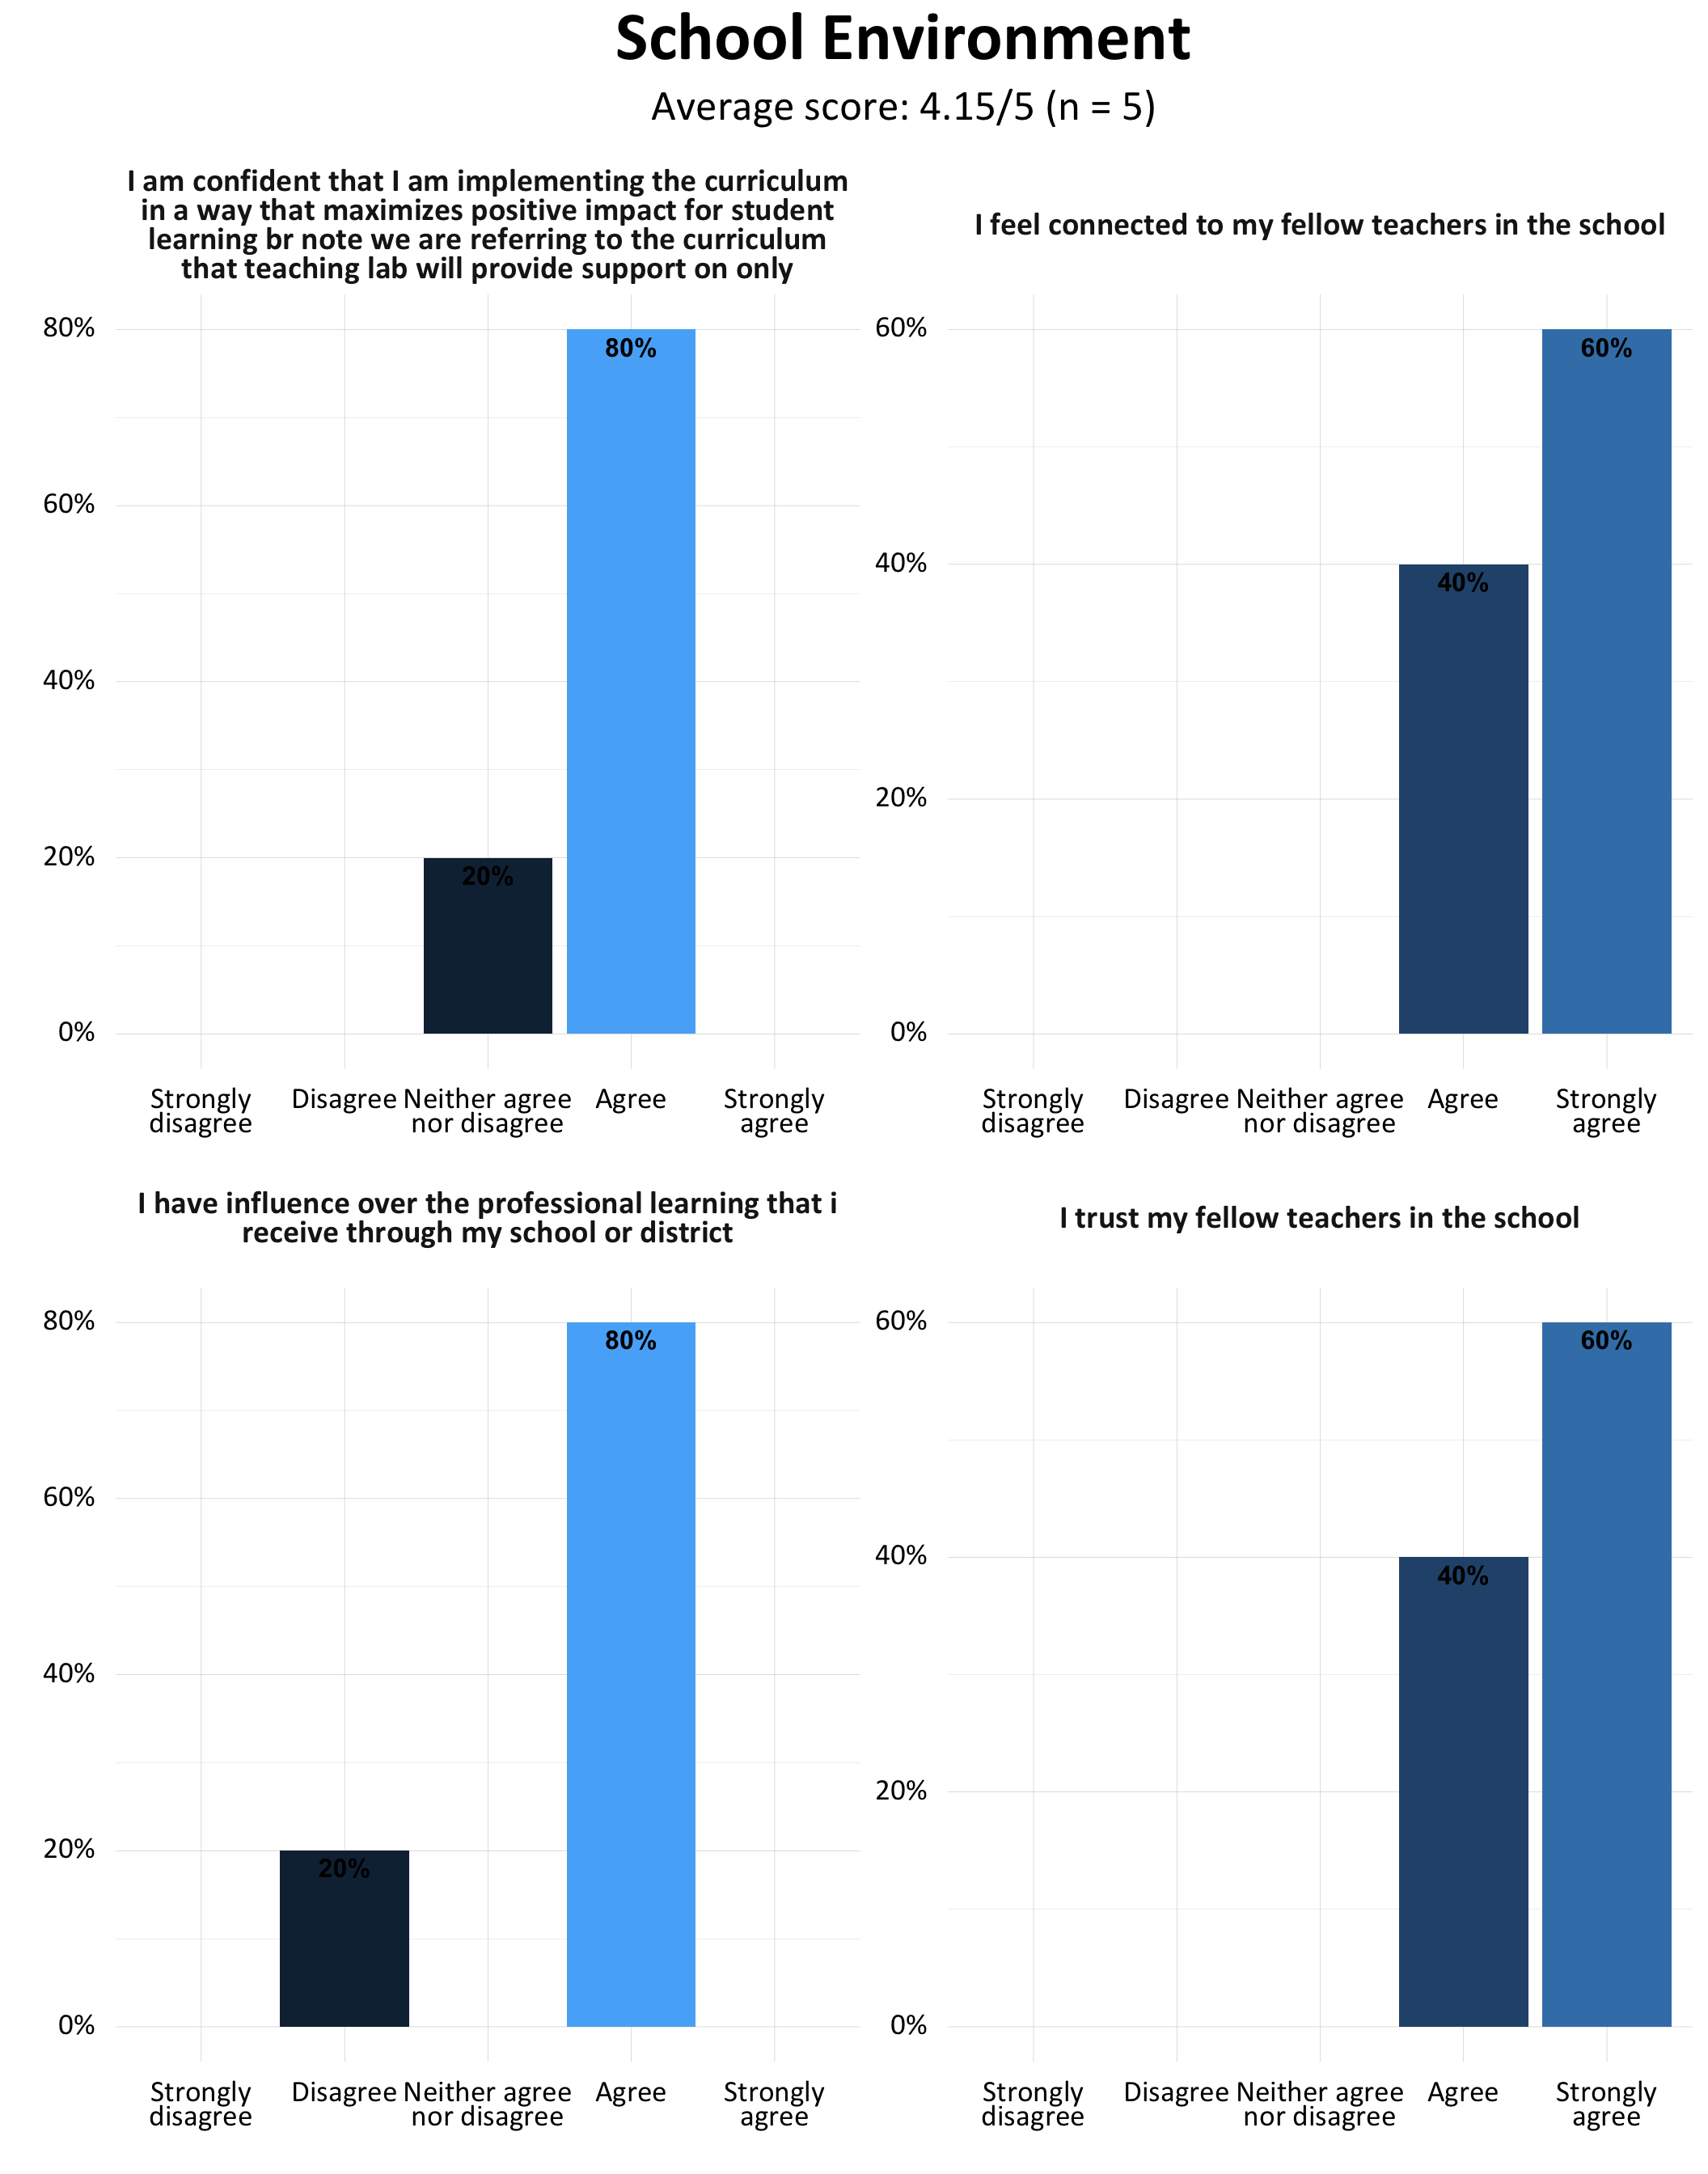 School Environment
Average score: 4.15/5 (n = 5)
I am confident that I am implementing the curriculum
in a way that maximizes positive impact for student
learning br note we are referring to the curriculum
that teaching lab will provide support on only
80%
60%
40%
20%
0%
20%
80%
Strongly
disagree
Disagree
Neither agree
nor disagree
Agree
Strongly
agree
I feel connected to my fellow teachers in the school
60%
40%
20%
0%
40%
60%
Strongly
disagree
Disagree
Neither agree
nor disagree
Agree
Strongly
agree
I have influence over the professional learning that i
receive through my school or district
80%
60%
40%
20%
0%
20%
80%
Strongly
disagree
Disagree
Neither agree
nor disagree
Agree
Strongly
agree
I trust my fellow teachers in the school
60%
40%
20%
0%
40%
60%
Strongly
disagree
Disagree
Neither agree
nor disagree
Agree
Strongly
agree